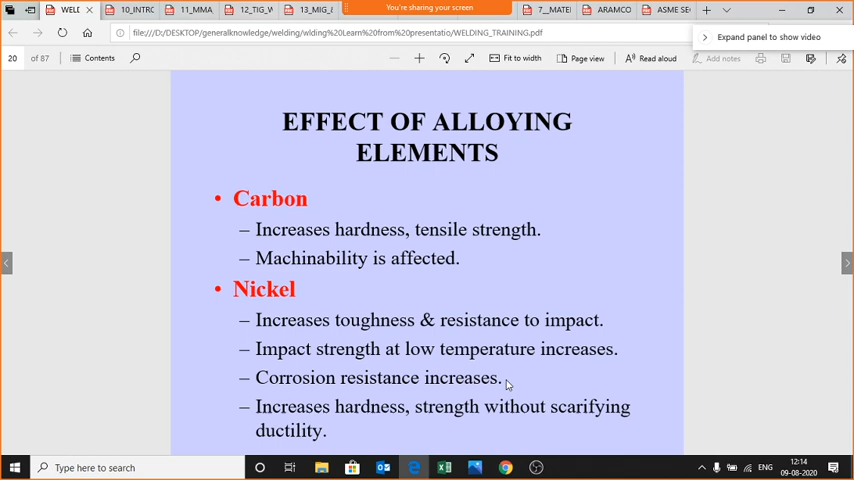 WELD
10_INTRO
11_MMA
12_TIG_W
13_MIG_
You're sharing your screen
7__MATE
ARAMCO
ASME SE
file:///D:/DESKTOP/generalknowledge/welding/wlding%20Learn%20from%20presentatio/WELDING_TRAINING.pdf
Expand panel to show video
20 of 87 Contents Fit to width Page view Read aloud Add notes
EFFECT OF ALLOYING
ELEMENTS
• Carbon
– Increases hardness, tensile strength.
– Machinability is affected.
• Nickel
– Increases toughness & resistance to impact.
– Impact strength at low temperature increases.
– Corrosion resistance increases.
– Increases hardness, strength without scarifying
ductility.
Type here to search
ENG
12:14
09-08-2020